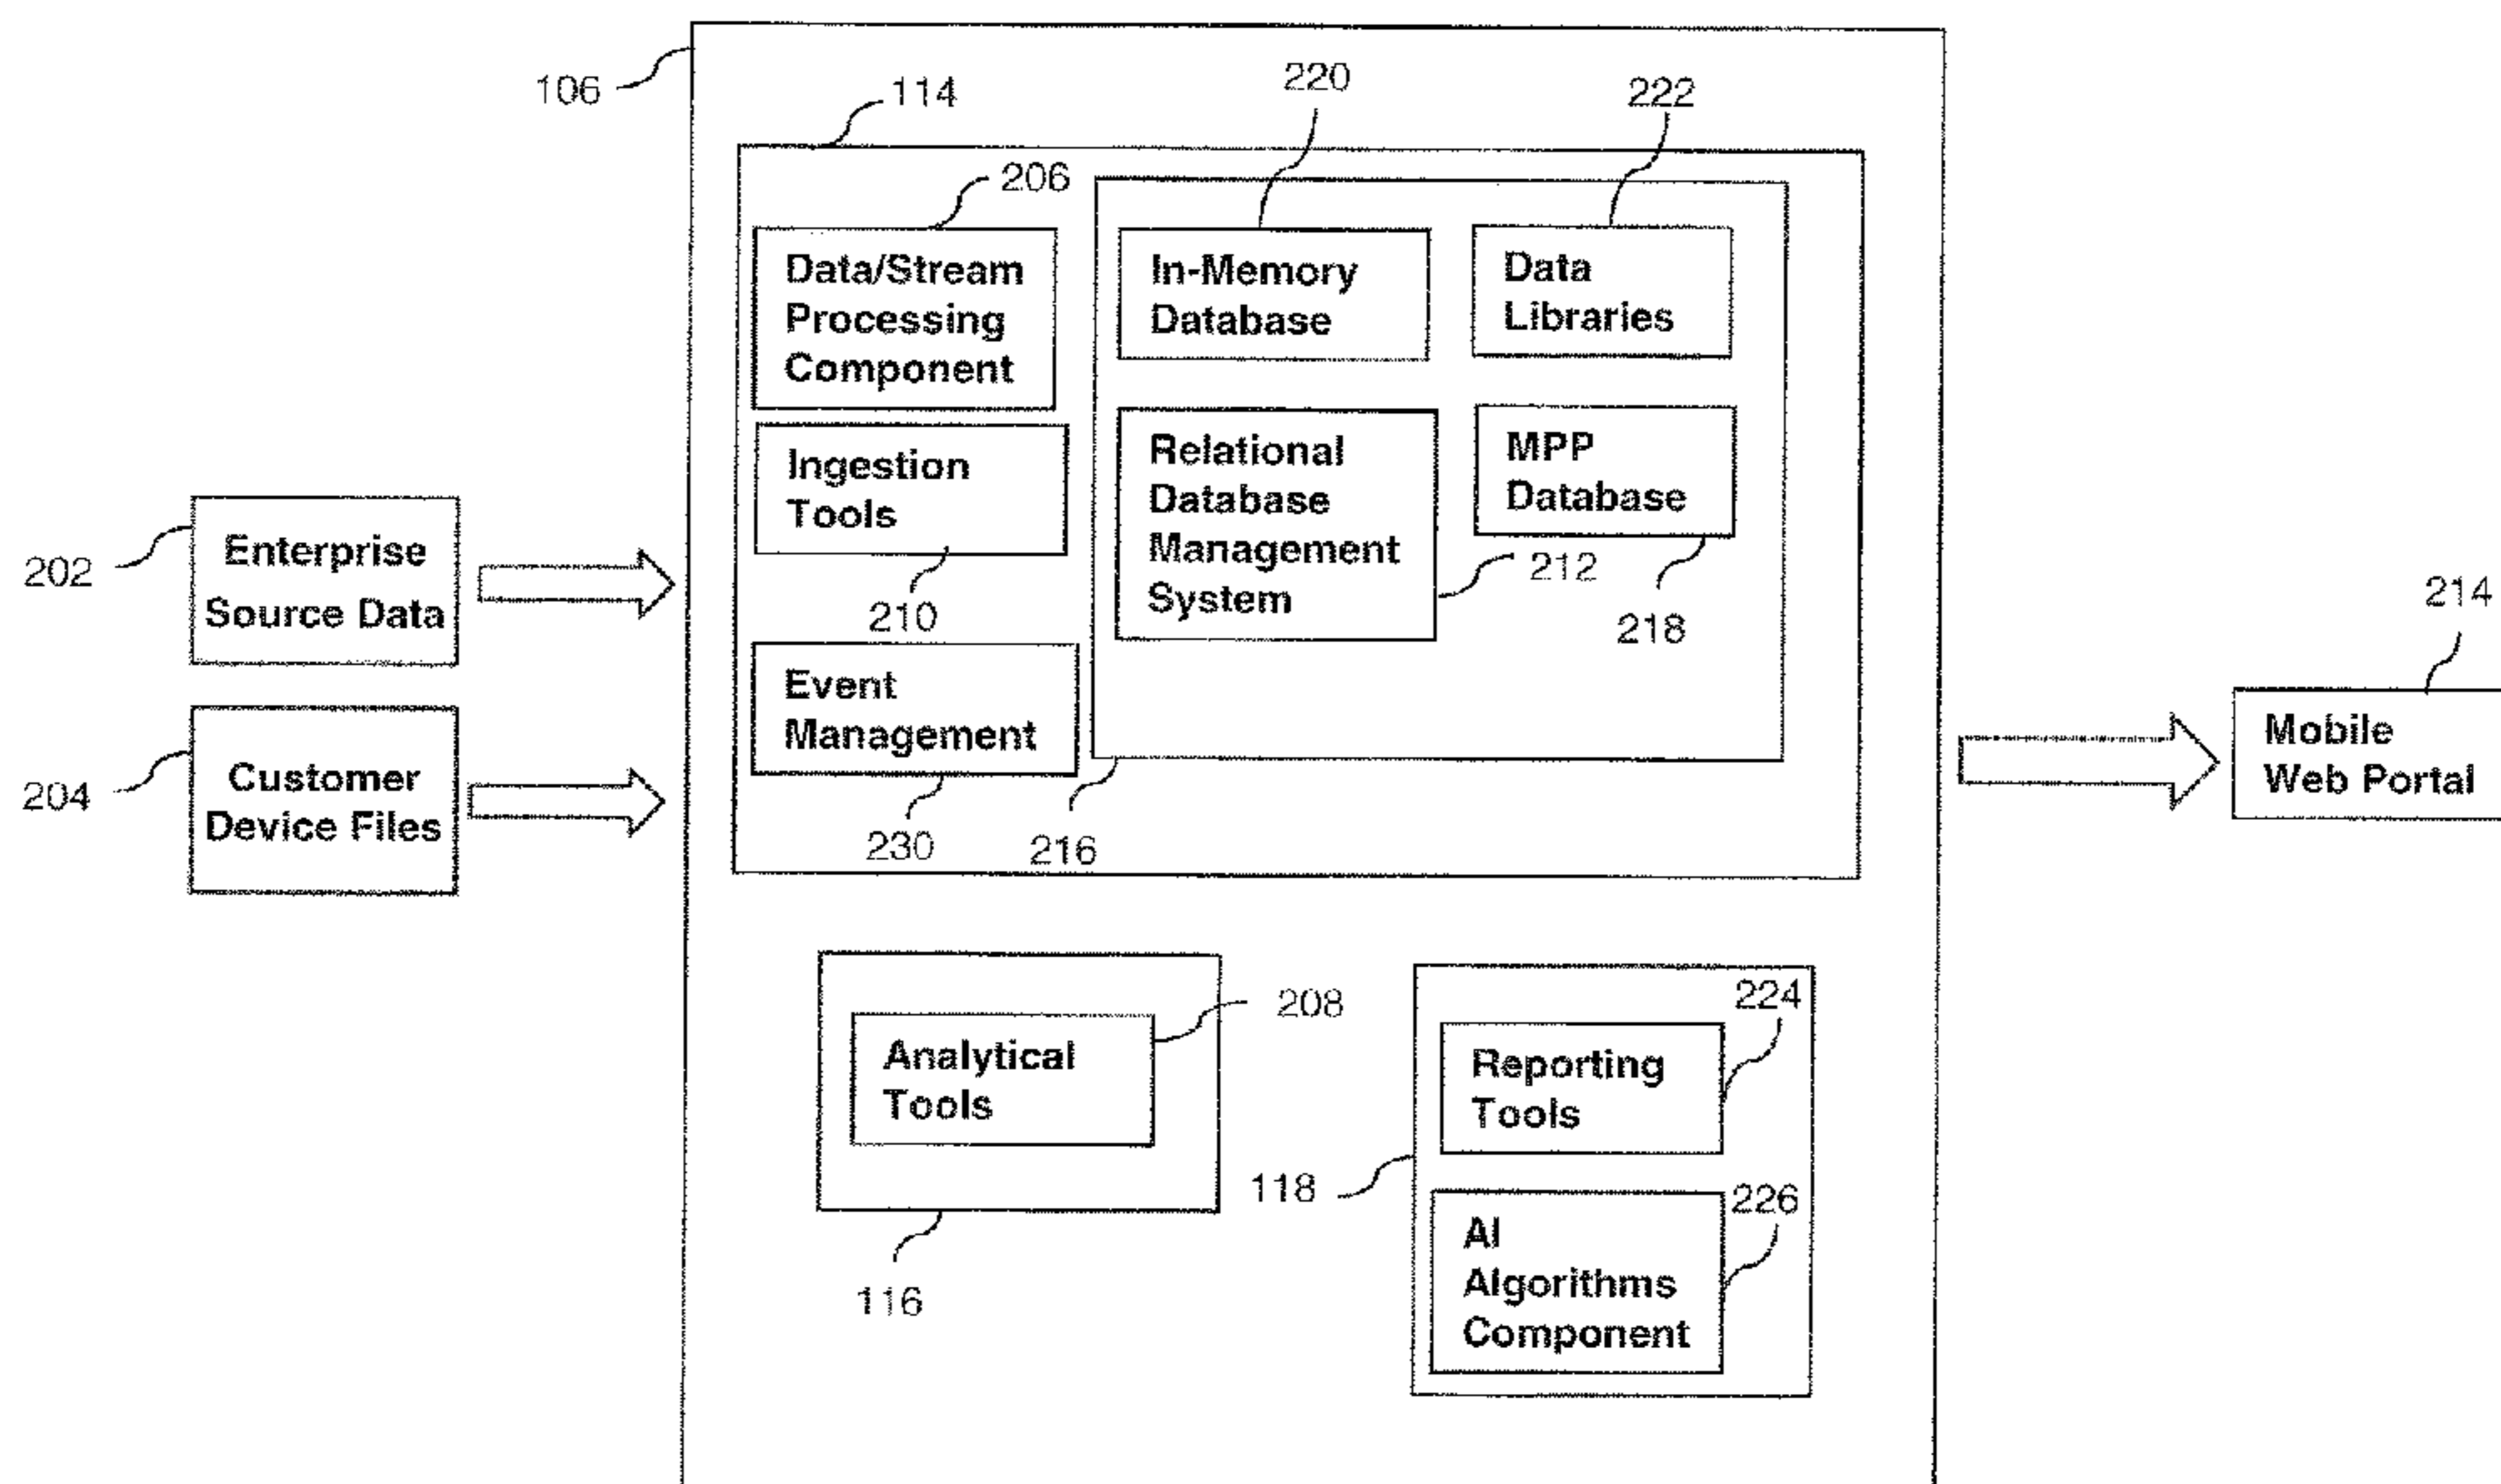 106
114
220
222
206
Data/Stream
Processing
Component
In-Memory
Database
Data
Libraries
Ingestion
Tools
210
Relational
Database
Management
System
212
MPP
Database
218
Enterprise
Source Data
202
Customer
Device Files
204
Event
Management
230
216
214
Mobile
Web Portal
Analytical
Tools
208
116
224
Reporting
Tools
118
226
AI
Algorithms
Component